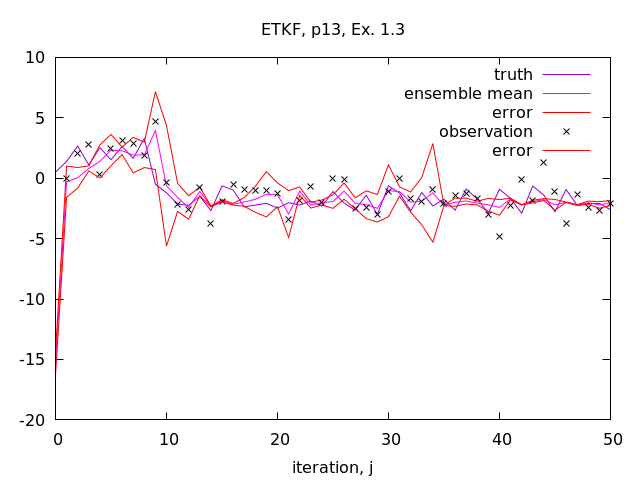 ETKF, p13, Ex. 1.3
10
5
0
-5
-10
-15
-20
truth
ensemble mean
error
observation
error
0 10 20 30 40 50
iteration, j